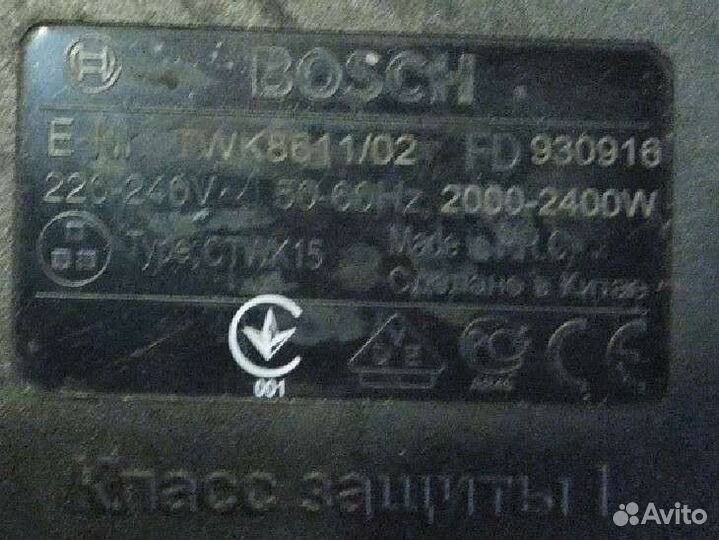 BOSCH
E-Nr. TWK8611/02 FD 930916
220-240V~ 50-60Hz 2000-2400W
Type: CTWK15 Made in P.R.C.
Сделано в Китае
001
CE
Класс защиты I
Avito